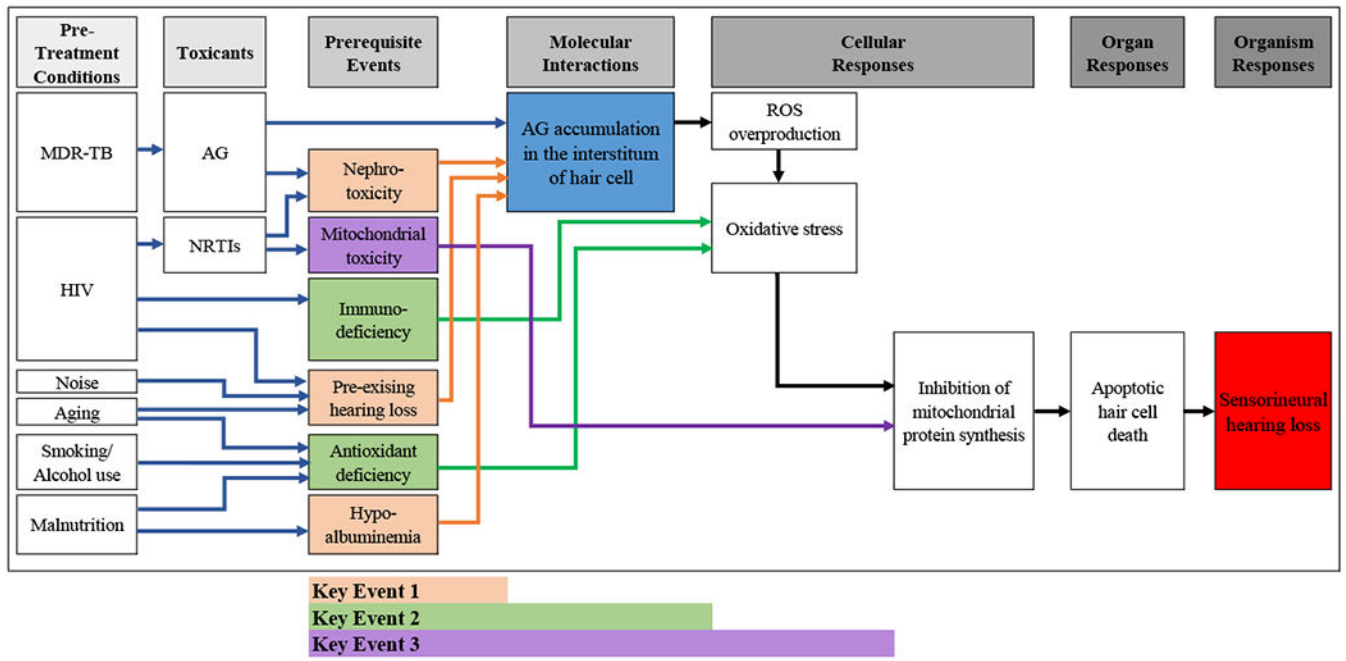 Pre-
Treatment
Conditions
Toxicants
Prerequisite
Events
Molecular
Interactions
Cellular
Responses
Organ
Responses
Organism
Responses
MDR-TB
AG
Nephro-
toxicity
AG accumulation
in the interstitum
of hair cell
ROS
overproduction
HIV
NRTIs
Mitochondrial
toxicity
Oxidative stress
Immuno-
deficiency
Noise
Aging
Pre-exising
hearing loss
Inhibition of
mitochondrial
protein synthesis
Apoptotic
hair cell
death
Sensorineural
hearing loss
Smoking/
Alcohol use
Antioxidant
deficiency
Malnutrition
Hypo-
albuminemia
Key Event 1
Key Event 2
Key Event 3